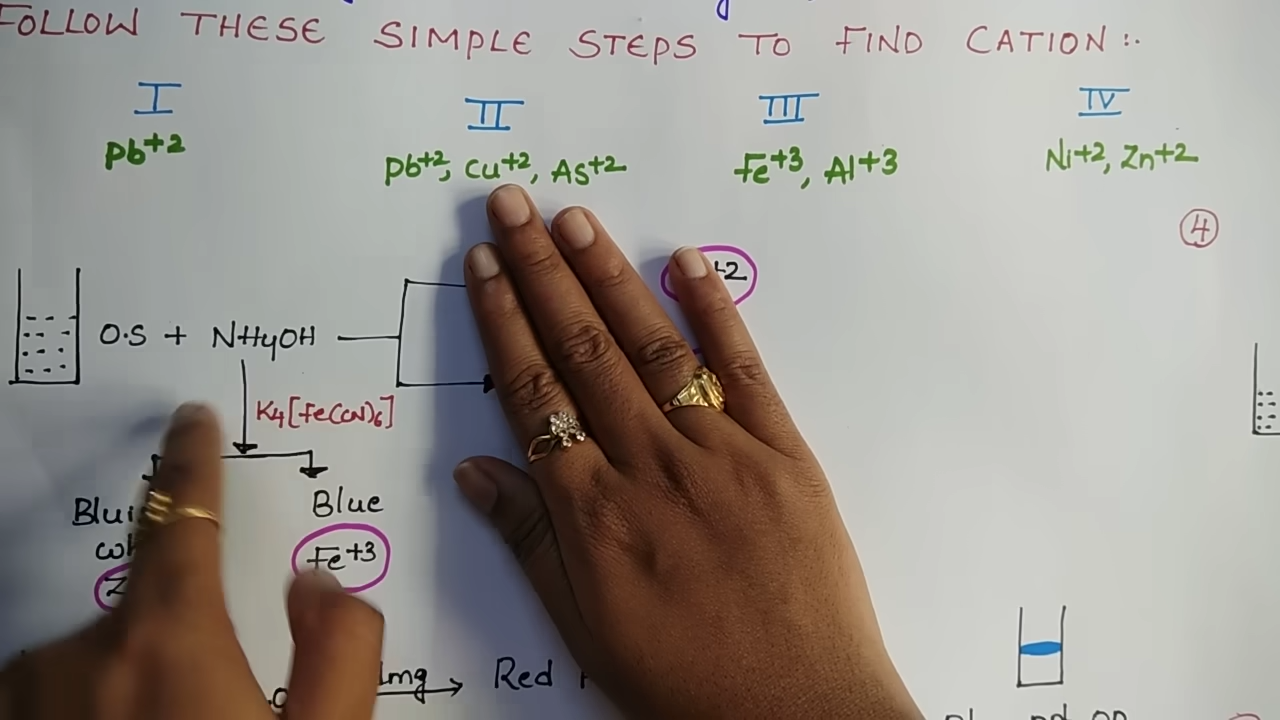 FOLLOW THESE SIMPLE STEPS TO FIND CATION:.
I II III IV
Pb+2 Pb+2, Cu+2, As+2 Fe+3, Al+3 Ni+2, Zn+2
4
+2
O.S + NH4OH
K4[Fe(CN)6]
Blue
Fe+3
Red